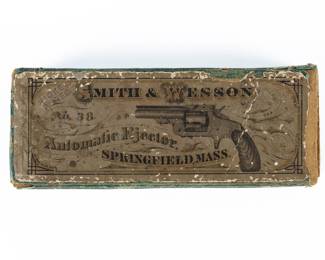 SMITH & WESSON
No. 38.
Automatic Ejector.
SPRINGFIELD MASS